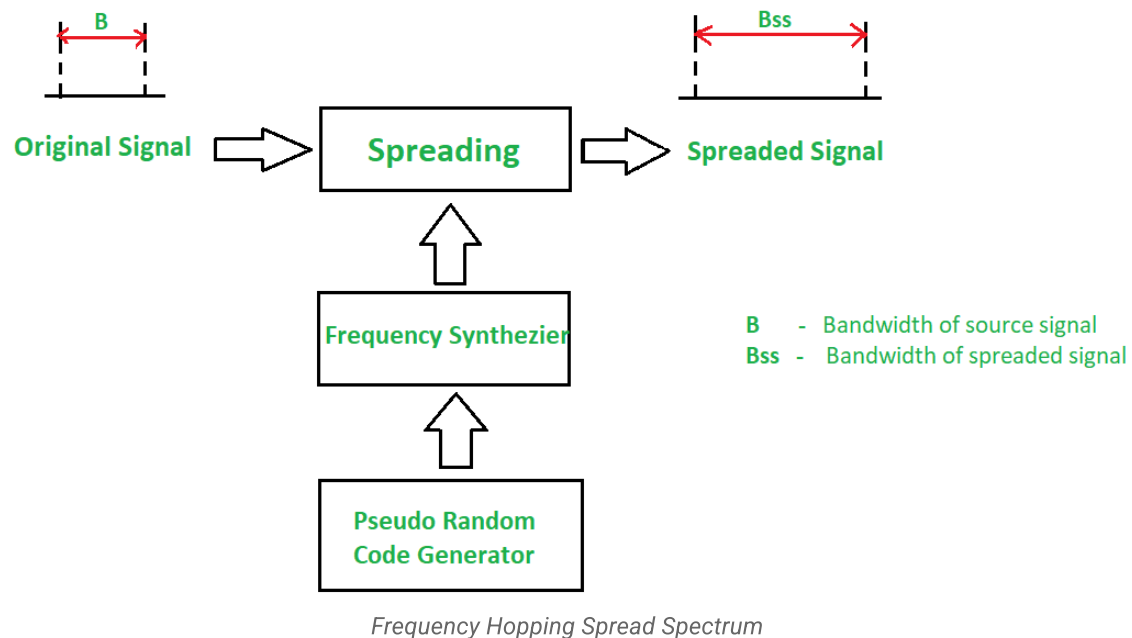 B
Bss
Original Signal
Spreading
Spreaded Signal
Frequency Synthezier
B - Bandwidth of source signal
Bss - Bandwidth of spreaded signal
Pseudo Random
Code Generator
Frequency Hopping Spread Spectrum